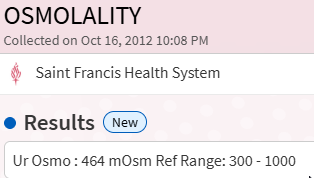 OSMOLALITY
Collected on Oct 16, 2012 10:08 PM
Saint Francis Health System
Results New
Ur Osmo : 464 mOsm Ref Range: 300 - 1000